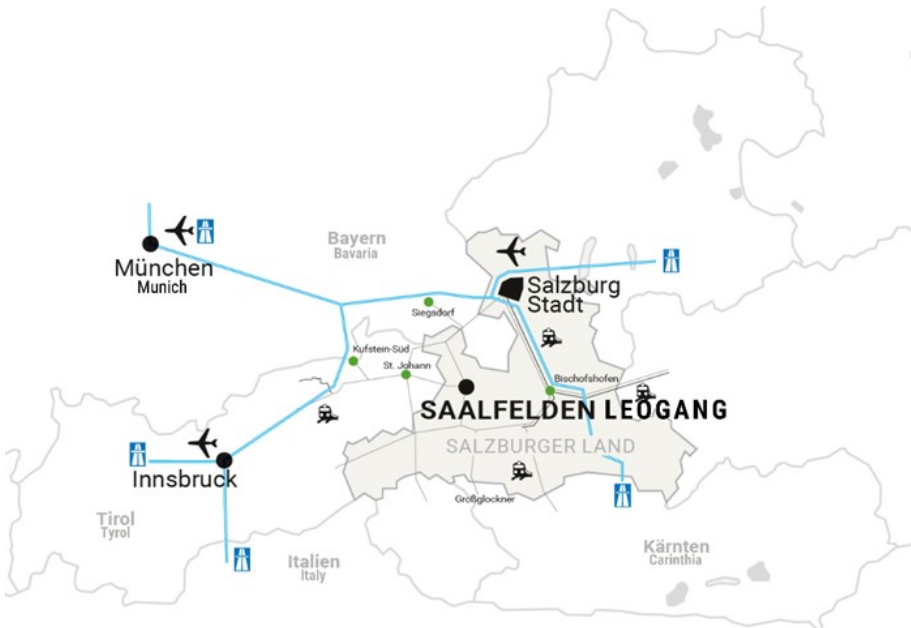 Bayern
Bavaria
München
Munich
Salzburg
Stadt
Siegsdorf
Kufstein-Süd
St. Johann
Bischofshofen
SAALFELDEN LEOGANG
SALZBURGER LAND
Innsbruck
Großglockner
Tirol
Tyrol
Italien
Italy
Kärnten
Carinthia